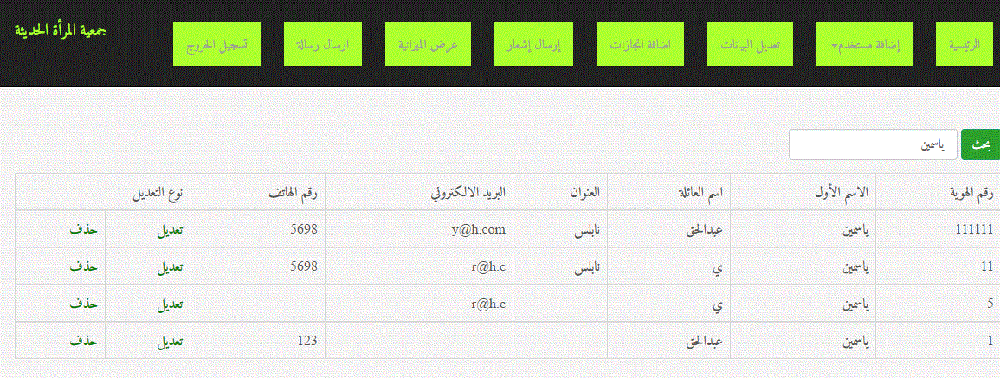 الرئيسية إضافة مستخدم تعديل البيانات اضافة انجازات إرسال إشعار عرض الميزانية ارسال رسالة تسجيل الخروج جمعية المرأة الحديثة
بحث ياسمين
رقم الهوية الاسم الأول اسم العائلة العنوان البريد الالكتروني رقم الهاتف نوع التعديل
111111 ياسمين عبدالحق نابلس y@h.com 5698 تعديل حذف
11 ياسمين ي نابلس r@h.c 5698 تعديل حذف
5 ياسمين ي r@h.c تعديل حذف
1 ياسمين عبدالحق 123 تعديل حذف